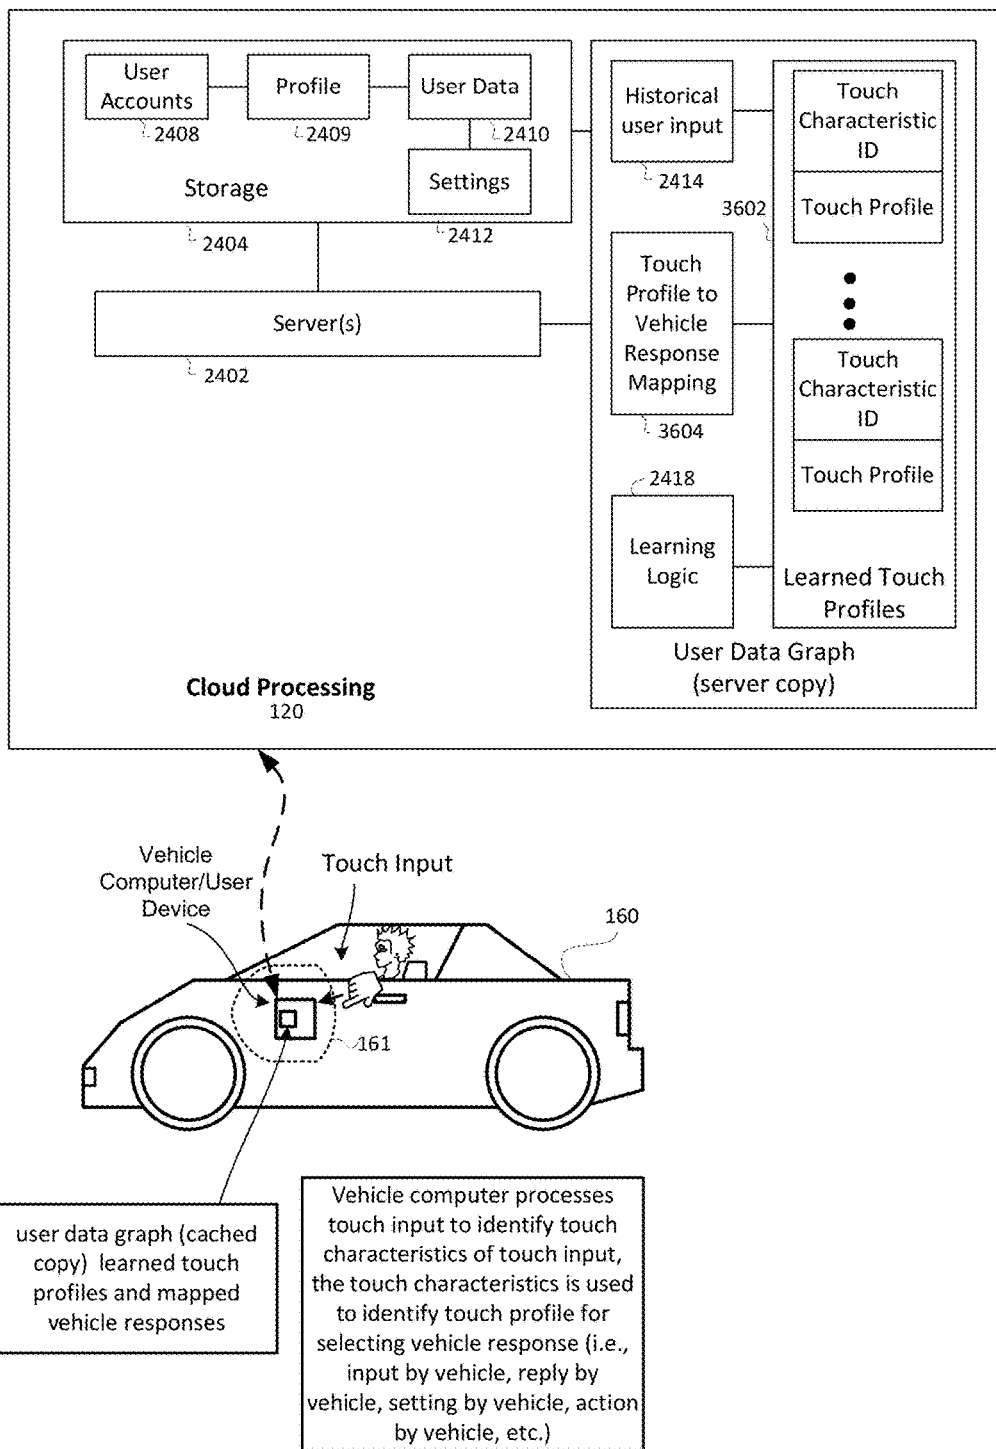 User
Accounts
2408
Profile
2409
User Data
2410
Settings
2412
Storage
2404
Server(s)
2402
Historical
user input
2414
3602
Touch
Profile to
Vehicle
Response
Mapping
3604
2418
Learning
Logic
Touch
Characteristic
ID
Touch Profile
Touch
Characteristic
ID
Touch Profile
Learned Touch
Profiles
User Data Graph
(server copy)
Cloud Processing
120
Vehicle
Computer/User
Device
Touch Input
160
161
user data graph (cached
copy) learned touch
profiles and mapped
vehicle responses
Vehicle computer processes
touch input to identify touch
characteristics of touch input,
the touch characteristics is used
to identify touch profile for
selecting vehicle response (i.e.,
input by vehicle, reply by
vehicle, setting by vehicle, action
by vehicle, etc.)